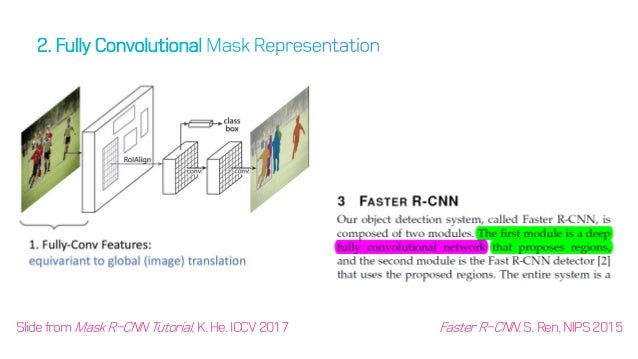 2. Fully Convolutional Mask Representation
class
box
RoIAlign
conv
conv
1. Fully-Conv Features:
equivariant to global (image) translation
3 FASTER R-CNN
Our object detection system, called Faster R-CNN, is
composed of two modules. The first module is a deep
fully convolutional network that proposes regions,
and the second module is the Fast R-CNN detector [2]
that uses the proposed regions. The entire system is a
Slide from Mask R-CNN Tutorial, K. He. ICCV 2017
Faster R-CNN, S. Ren, NIPS 2015